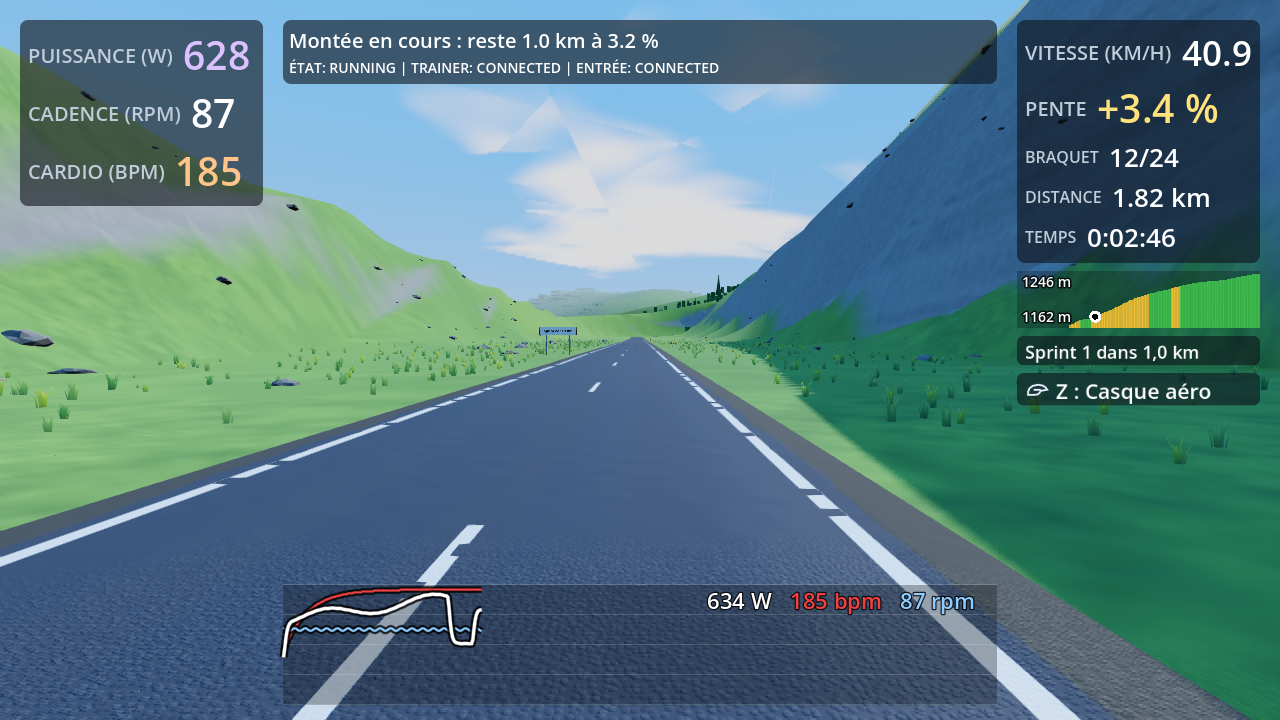 PUISSANCE (W) 628
CADENCE (RPM) 87
CARDIO (BPM) 185
Montée en cours : reste 1.0 km à 3.2 %
ÉTAT: RUNNING | TRAINER: CONNECTED | ENTRÉE: CONNECTED
VITESSE (KM/H) 40.9
PENTE +3.4 %
BRAQUET 12/24
DISTANCE 1.82 km
TEMPS 0:02:46
1246 m
1162 m
Sprint 1 dans 1,0 km
Z : Casque aéro
634 W 185 bpm 87 rpm